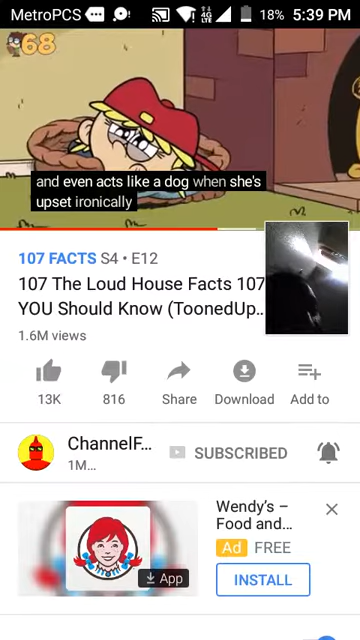 MetroPCS 4G 18% 5:39 PM
68
and even acts like a dog when she's
upset ironically
107 FACTS S4 • E12
107 The Loud House Facts 107
YOU Should Know (ToonedUp...
1.6M views
13K 816 Share Download Add to
ChannelF...
1M...
SUBSCRIBED
Wendy's –
Food and...
Ad FREE
App
INSTALL